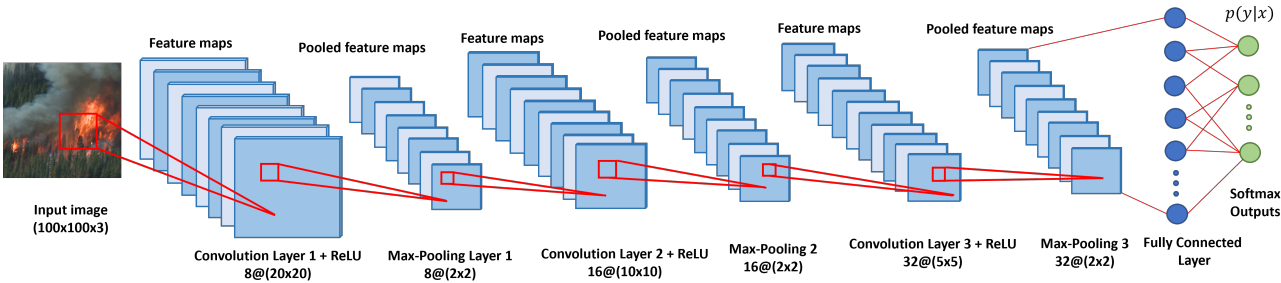 Feature maps
Pooled feature maps
Feature maps
Pooled feature maps
Feature maps
Pooled feature maps
p(y|x)
Input image
(100x100x3)
Convolution Layer 1 + ReLU
8@(20x20)
Max-Pooling Layer 1
8@(2x2)
Convolution Layer 2 + ReLU
16@(10x10)
Max-Pooling 2
16@(2x2)
Convolution Layer 3 + ReLU
32@(5x5)
Max-Pooling 3
32@(2x2)
Fully Connected
Layer
Softmax
Outputs